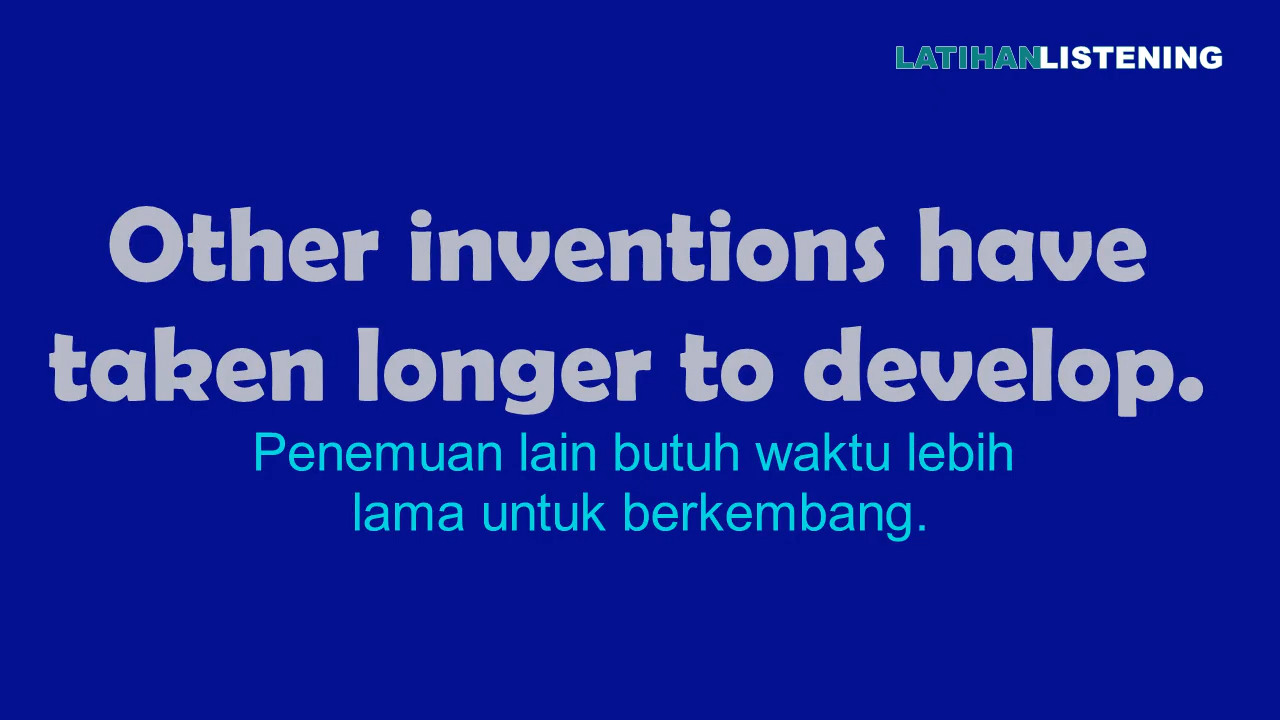 LATIHANLISTENING
Other inventions have
taken longer to develop.
Penemuan lain butuh waktu lebih
lama untuk berkembang.